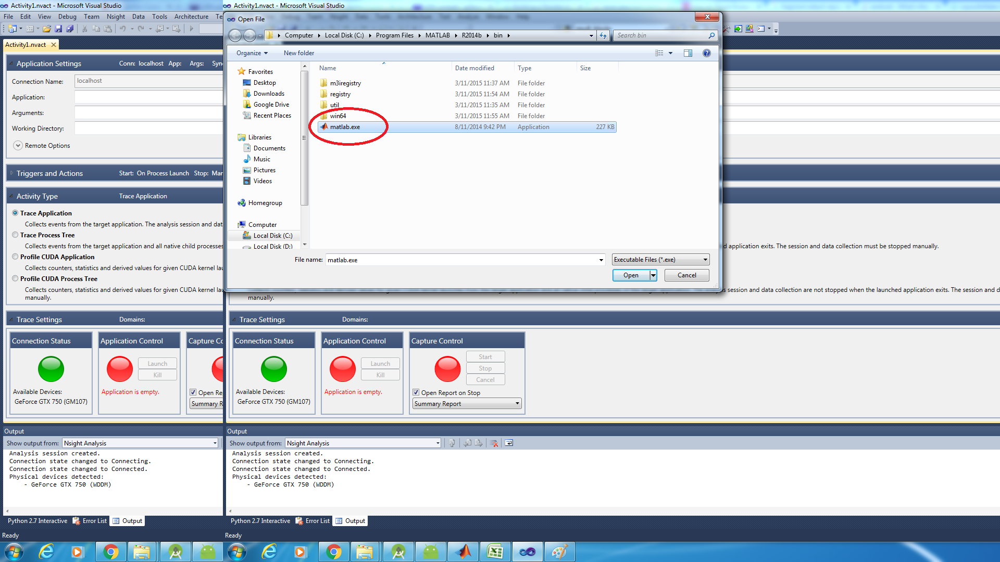 Activity1.nvact - Microsoft Visual Studio
File Edit View Debug Team Nsight Data Tools Architecture Te
Activity1.nvact
Application Settings Conn: localhost App: Args: Syn
Connection Name: localhost
Application:
Arguments:
Working Directory:
Remote Options
Triggers and Actions Start: On Process Launch Stop: Mar
Activity Type Trace Application
Trace Application
Collects events from the target application. The analysis session and dat
Trace Process Tree
Collects events from the target application and all native child processes
Profile CUDA Application
Collects counters, statistics and derived values for given CUDA kernel lau
Profile CUDA Process Tree
Collects counters, statistics and derived values for given CUDA kernel lau
manually.
Trace Settings Domains:
Connection Status Application Control Capture Co
Launch
Kill
Available Devices:
GeForce GTX 750 (GM107)
Application is empty.
Open Re
Summary R
Output
Show output from: Nsight Analysis
Analysis session created.
Connection state changed to Connecting.
Connection state changed to Connected.
Physical devices detected:
- GeForce GTX 750 (WDDM)
Python 2.7 Interactive Error List Output
Ready
Activity1.nvact - Microsoft Visual Studio
Open File
Computer Local Disk (C:) Program Files MATLAB R2014b bin
Search bin
Organize New folder
Favorites
Desktop
Downloads
Google Drive
Recent Places
Libraries
Documents
Music
Pictures
Videos
Homegroup
Computer
Local Disk (C:)
Local Disk (D:)
Name Date modified Type Size
m3iregistry 3/11/2015 11:37 AM File folder
registry 3/11/2015 11:54 AM File folder
util 3/11/2015 11:35 AM File folder
win64 3/11/2015 11:55 AM File folder
matlab.exe 8/11/2014 9:42 PM Application 227 KB
File name: matlab.exe Executable Files (*.exe)
Open Cancel
d application exits. The session and data collection must be stopped manually.
sis session and data collection are not stopped when the launched application exits. The session and d
manually.
Trace Settings Domains:
Connection Status Application Control Capture Control
Launch
Kill
Start
Stop
Cancel
Available Devices:
GeForce GTX 750 (GM107)
Application is empty.
Open Report on Stop
Summary Report
Output
Show output from: Nsight Analysis
Analysis session created.
Connection state changed to Connecting.
Connection state changed to Connected.
Physical devices detected:
- GeForce GTX 750 (WDDM)
Python 2.7 Interactive Error List Output
Ready